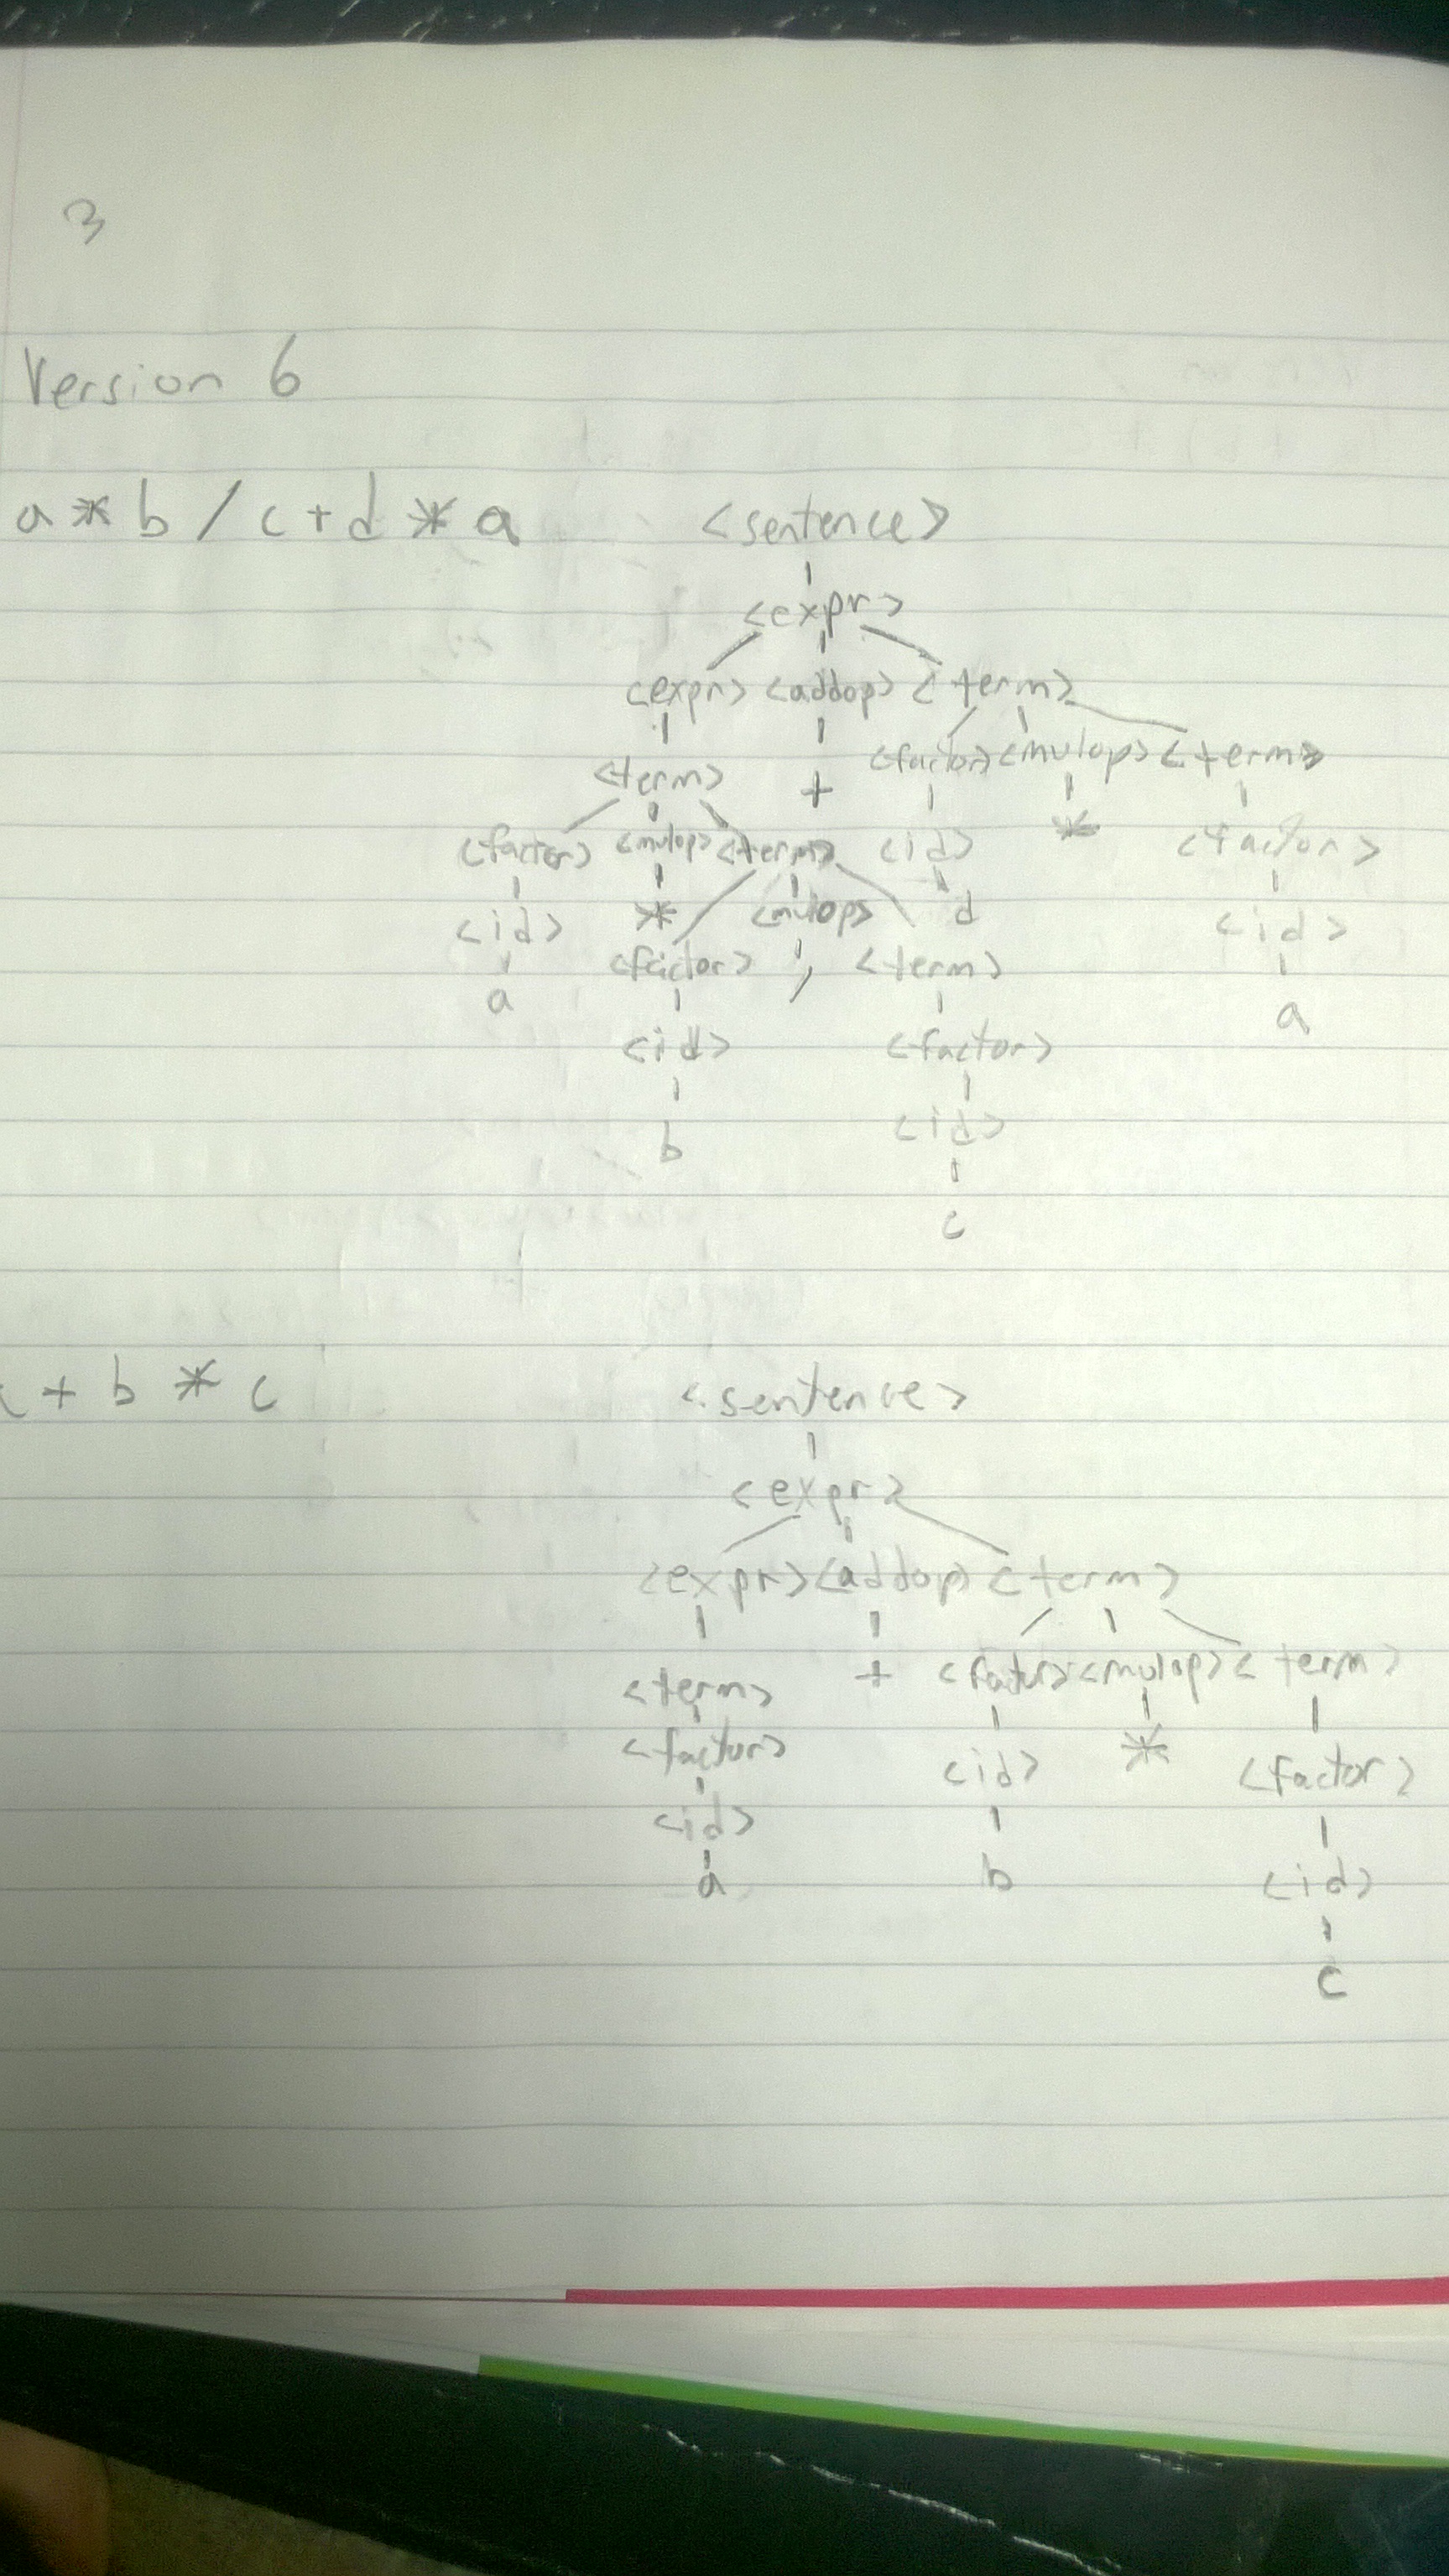 3
Version 6
a * b / c + d * a <sentence>
<expr>
<expr> <addop> <term>
<factor> <mulop> <term>
<term> +
<factor> <mulop> <term> <id> * <factor>
<id> * <mulop> d <id>
<factor> / <term>
a a
<id> <factor>
b <id>
c
+ b * c <sentence>
<expr>
<expr> <addop> <term>
<term> + <factor> <mulop> <term>
<factor> <id> * <factor>
<id>
a b <id>
c